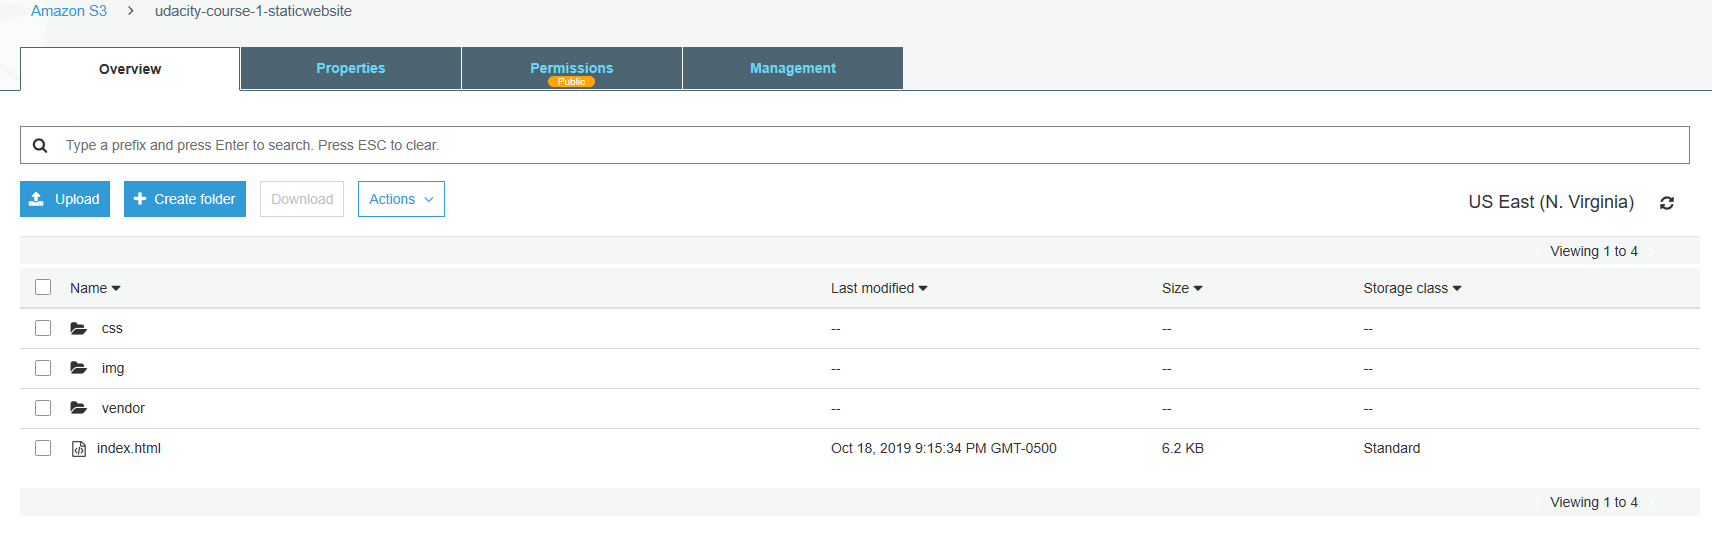 Amazon S3 > udacity-course-1-staticwebsite
Overview Properties Permissions Management
Public
Type a prefix and press Enter to search. Press ESC to clear.
Upload Create folder Download Actions US East (N. Virginia)
Viewing 1 to 4
Name Last modified Size Storage class
css -- -- --
img -- -- --
vendor -- -- --
index.html Oct 18, 2019 9:15:34 PM GMT-0500 6.2 KB Standard
Viewing 1 to 4